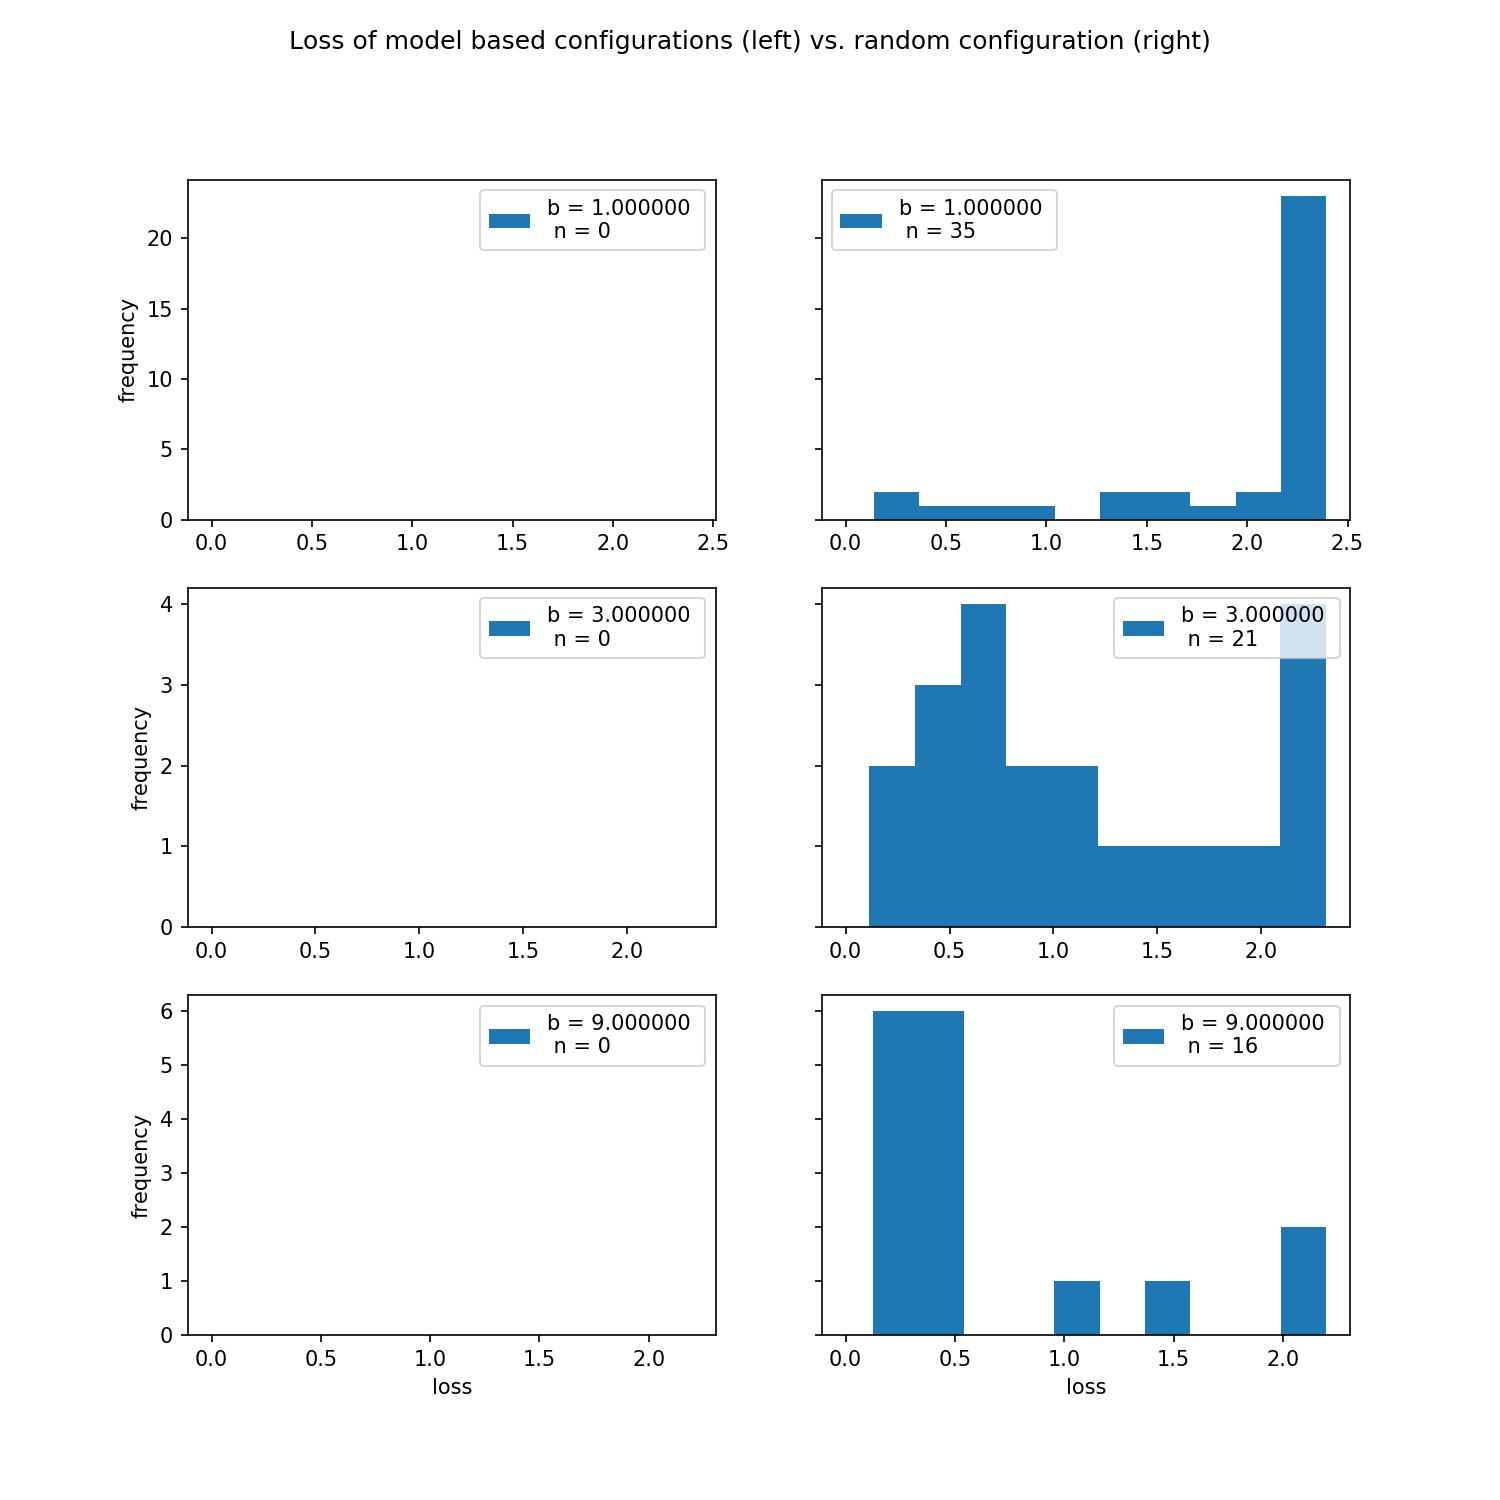 Loss of model based configurations (left) vs. random configuration (right)
b = 1.000000
n = 0
frequency
20
15
10
5
0
0.0 0.5 1.0 1.5 2.0 2.5
b = 1.000000
n = 35
0.0 0.5 1.0 1.5 2.0 2.5
b = 3.000000
n = 0
frequency
4
3
2
1
0
0.0 0.5 1.0 1.5 2.0
b = 3.000000
n = 21
0.0 0.5 1.0 1.5 2.0
b = 9.000000
n = 0
frequency
6
5
4
3
2
1
0
0.0 0.5 1.0 1.5 2.0
loss
b = 9.000000
n = 16
0.0 0.5 1.0 1.5 2.0
loss